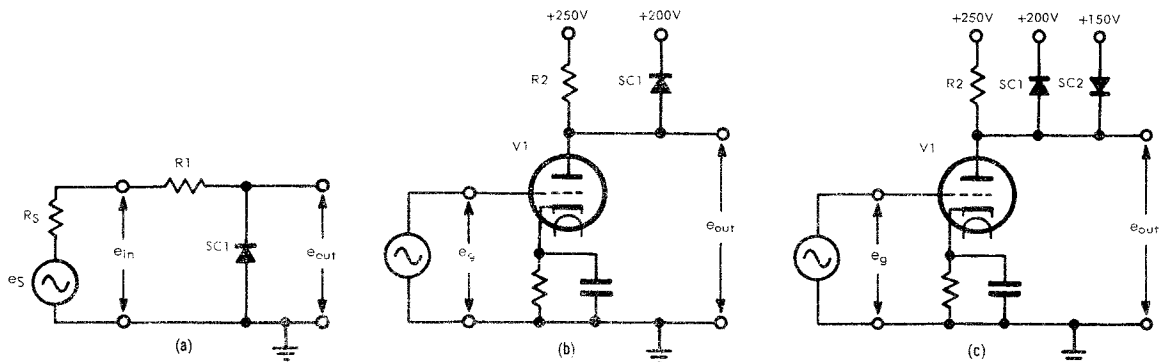 R1
RS
eS
ein
SC1
eout
(a)
+250V
+200V
R2
SC1
V1
eg
eout
(b)
+250V
+200V
+150V
R2
SC1
SC2
V1
eg
eout
(c)